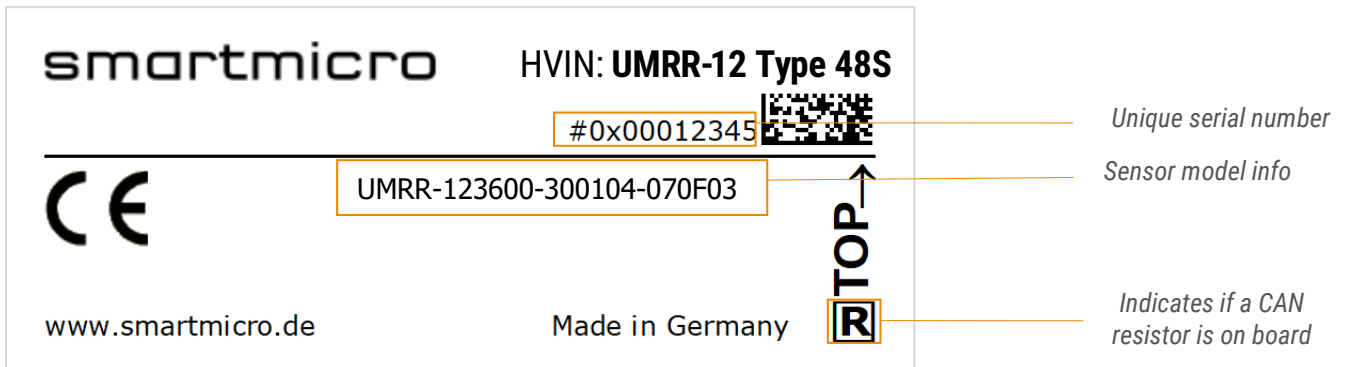 smartmicro
HVIN: UMRR-12 Type 48S
#0x00012345
Unique serial number
UMRR-123600-300104-070F03
Sensor model info
CE
TOP
www.smartmicro.de
Made in Germany
R
Indicates if a CAN
resistor is on board